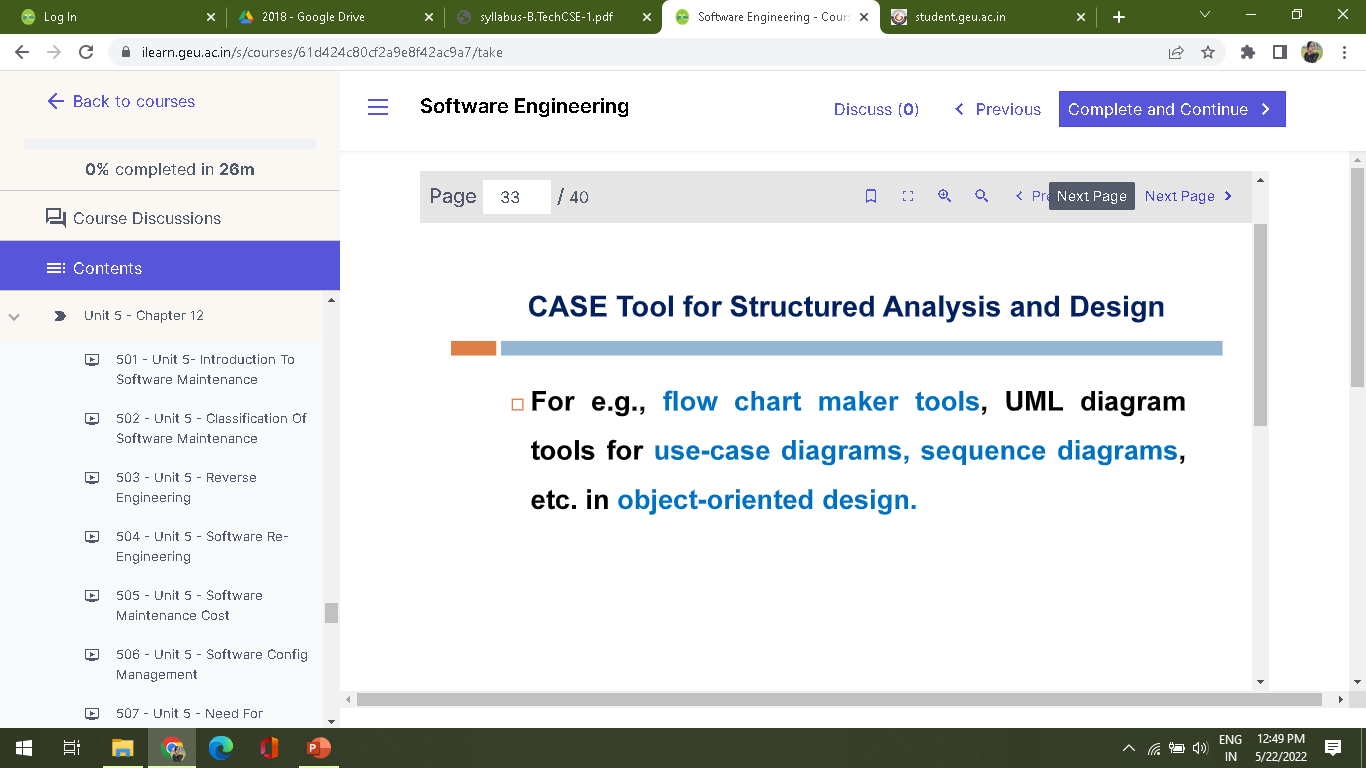 Log In
2018 - Google Drive
syllabus-B.TechCSE-1.pdf
Software Engineering - Cours
student.geu.ac.in
ilearn.geu.ac.in/s/courses/61d424c80cf2a9e8f42ac9a7/take
Back to courses
0% completed in 26m
Course Discussions
Contents
Unit 5 - Chapter 12
501 - Unit 5- Introduction To
Software Maintenance
502 - Unit 5 - Classification Of
Software Maintenance
503 - Unit 5 - Reverse
Engineering
504 - Unit 5 - Software Re-
Engineering
505 - Unit 5 - Software
Maintenance Cost
506 - Unit 5 - Software Config
Management
507 - Unit 5 - Need For
Software Engineering
Discuss (0)
Previous
Complete and Continue
Page 33 / 40
Pre
Next Page
Next Page
CASE Tool for Structured Analysis and Design
For e.g., flow chart maker tools, UML diagram
tools for use-case diagrams, sequence diagrams,
etc. in object-oriented design.
ENG
IN
12:49 PM
5/22/2022